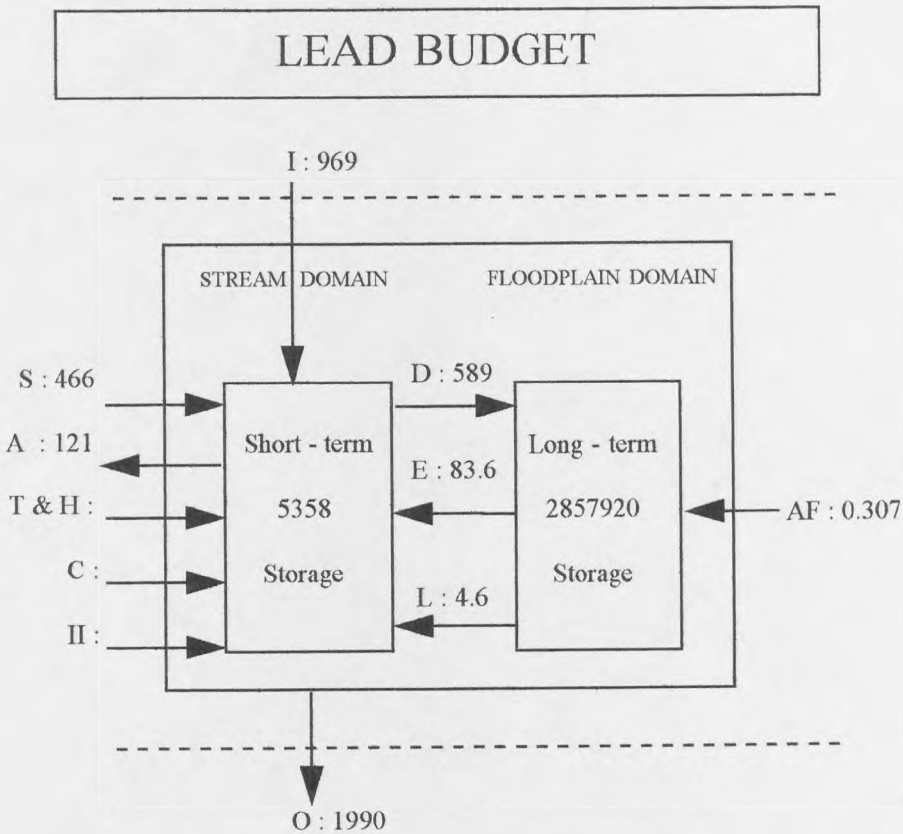 LEAD BUDGET
I : 969
STREAM DOMAIN
FLOODPLAIN DOMAIN
S : 466
A : 121
T & H :
C :
II :
Short - term
5358
Storage
D : 589
E : 83.6
L : 4.6
Long - term
2857920
Storage
AF : 0.307
O : 1990